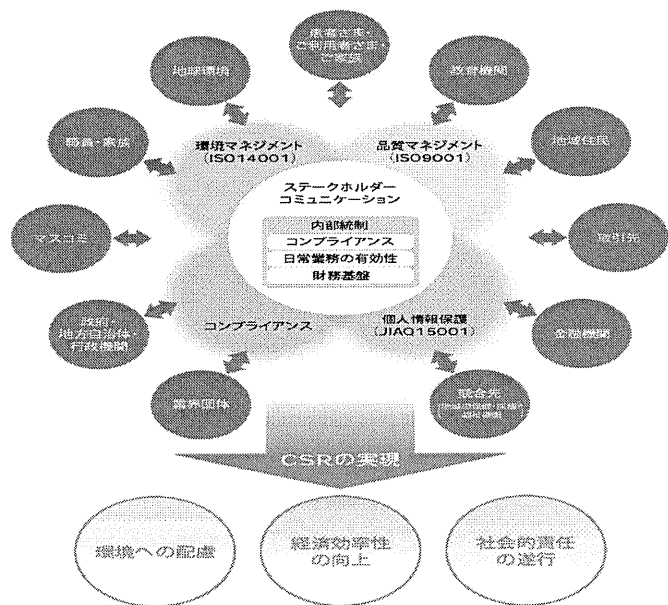 患者さま・
ご利用者さま・
ご家族
地球環境
教育機関
職員・家族
環境マネジメント
(ISO14001)
品質マネジメント
(ISO9001)
地域住民
ステークホルダー
コミュニケーション
内部統制
コンプライアンス
日常業務の有効性
財務基盤
マスコミ
取引先
政府・
地方自治体・
行政機関
コンプライアンス
個人情報保護
(JIAQ15001)
金融機関
業界団体
競合先
CSRの実現
環境への配慮
経済効率性
の向上
社会的責任
の遂行